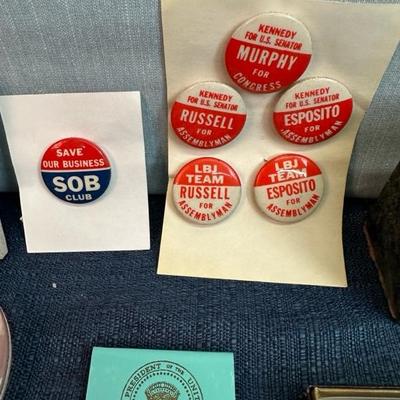 SAVE
OUR BUSINESS
SOB
CLUB
KENNEDY
FOR U.S. SENATOR
MURPHY
FOR
CONGRESS
KENNEDY
FOR U.S. SENATOR
RUSSELL
FOR
ASSEMBLYMAN
KENNEDY
FOR U.S. SENATOR
ESPOSITO
FOR
ASSEMBLYMAN
LBJ
TEAM
RUSSELL
FOR
ASSEMBLYMAN
LBJ
TEAM
ESPOSITO
FOR
ASSEMBLYMAN
PRESIDENT OF THE UNIT